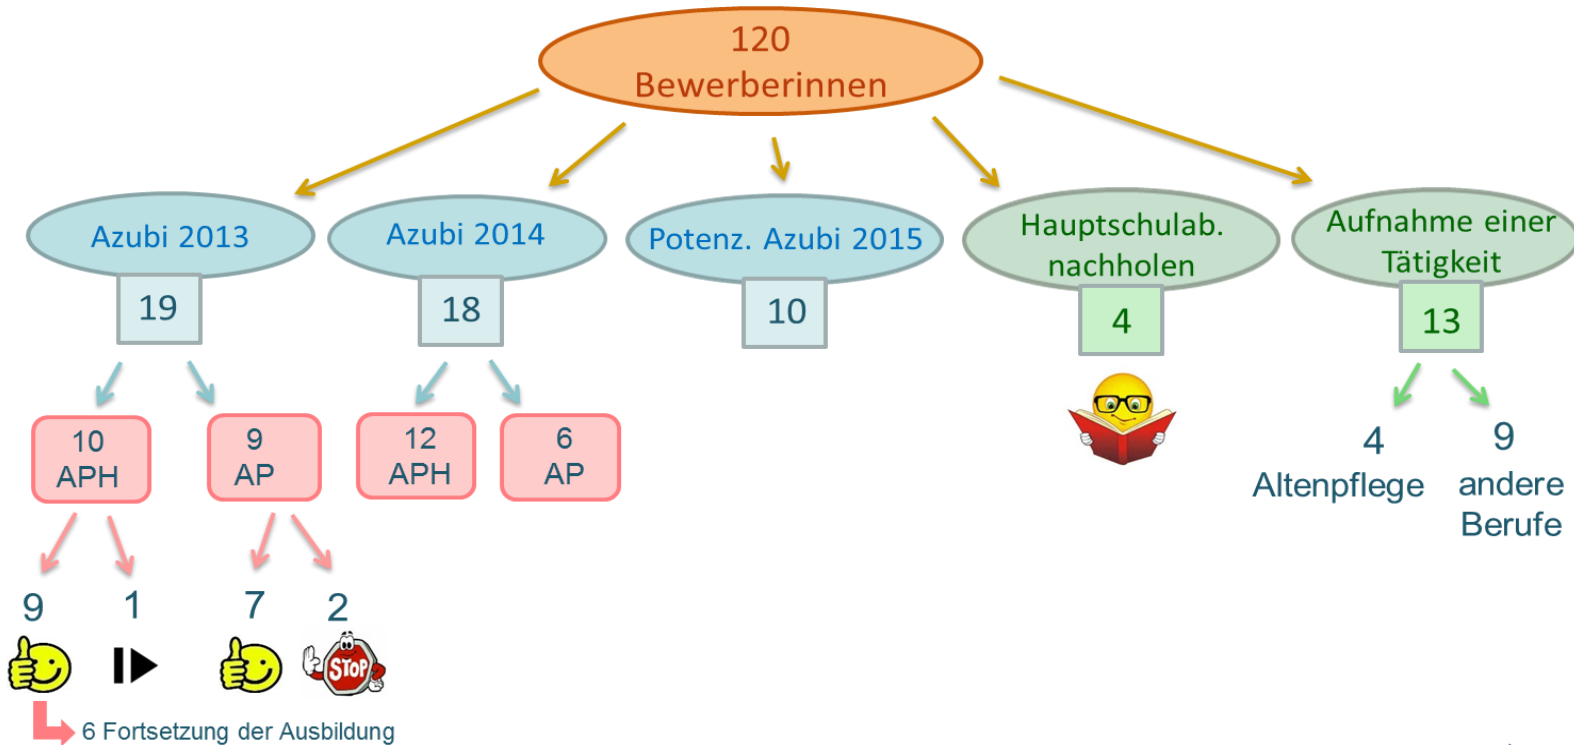 120
Bewerberinnen
Azubi 2013
Azubi 2014
Potenz. Azubi 2015
Hauptschulab.
nachholen
Aufnahme einer
Tätigkeit
19
18
10
4
13
10
APH
9
AP
12
APH
6
AP
4
Altenpflege
9
andere
Berufe
9
1
7
2
STOP
6 Fortsetzung der Ausbildung